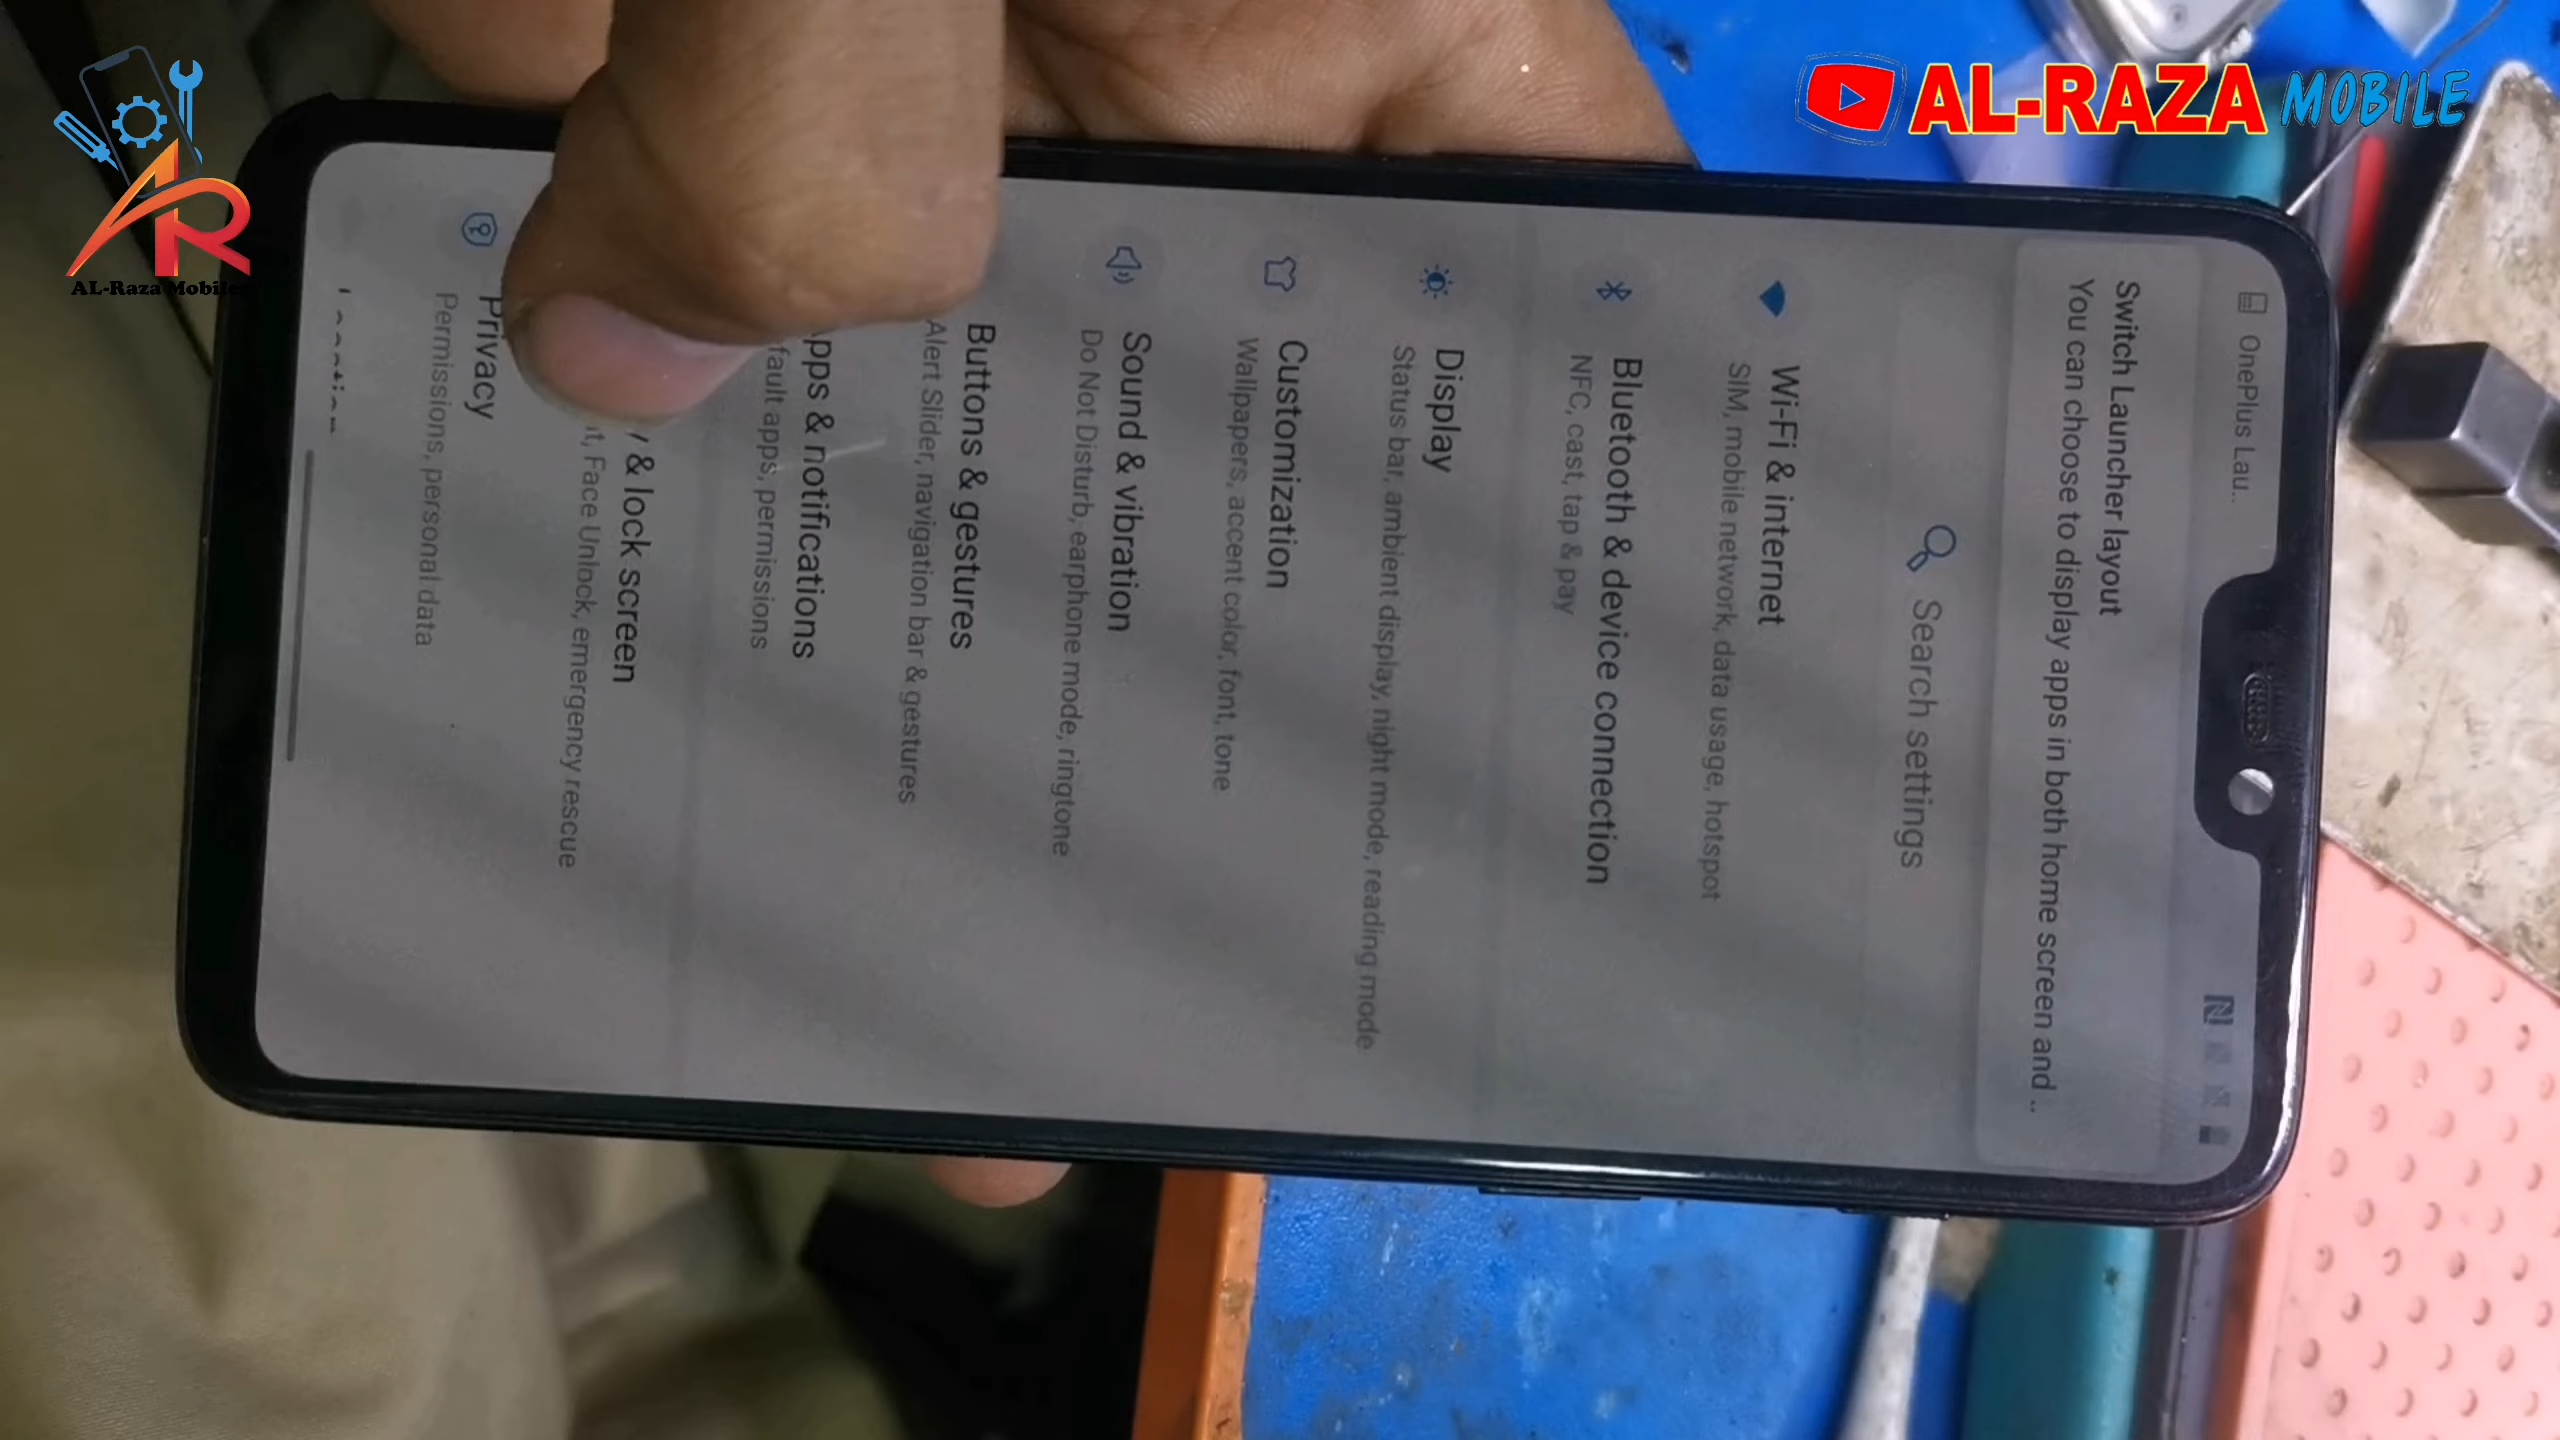 AL-RAZA MOBILE
AR
AL-Raza Mobiles
OnePlus Lau..
Switch Launcher layout
You can choose to display apps in both home screen and ..
Search settings
Wi-Fi & internet
SIM, mobile network, data usage, hotspot
Bluetooth & device connection
NFC, cast, tap & pay
Display
Status bar, ambient display, night mode, reading mode
Customization
Wallpapers, accent color, font, tone
Sound & vibration
Do Not Disturb, earphone mode, ringtone
Buttons & gestures
Alert Slider, navigation bar & gestures
& notifications
apps, permissions
& lock screen
Face Unlock, emergency rescue
Privacy
Permissions, personal data